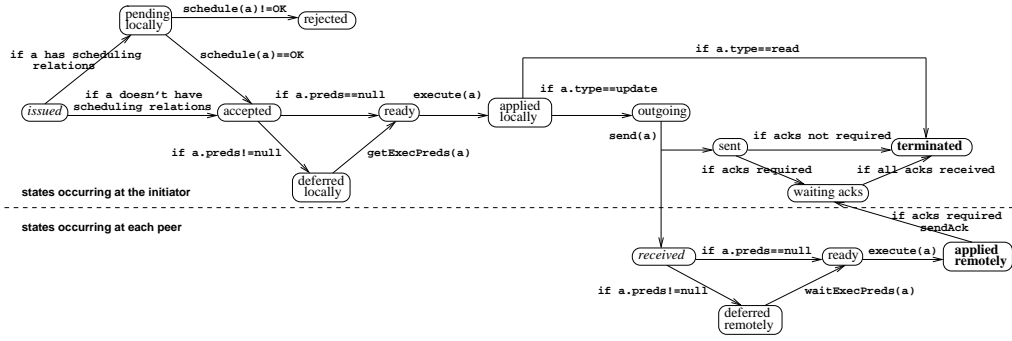 pending
locally
schedule(a)!=OK
rejected
if a has scheduling
relations
schedule(a)==OK
if a.type==read
if a doesn't have
scheduling relations
if a.preds==null
execute(a)
if a.type==update
issued
accepted
ready
applied
locally
outgoing
send(a)
if a.preds!=null
getExecPreds(a)
sent
if acks not required
terminated
if acks required
if all acks received
deferred
locally
waiting acks
states occurring at the initiator
states occurring at each peer
if acks required
sendAck
received
if a.preds==null
ready
execute(a)
applied
remotely
if a.preds!=null
waitExecPreds(a)
deferred
remotely